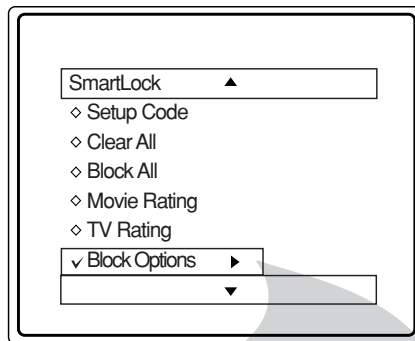 SmartLock
Setup Code
Clear All
Block All
Movie Rating
TV Rating
Block Options